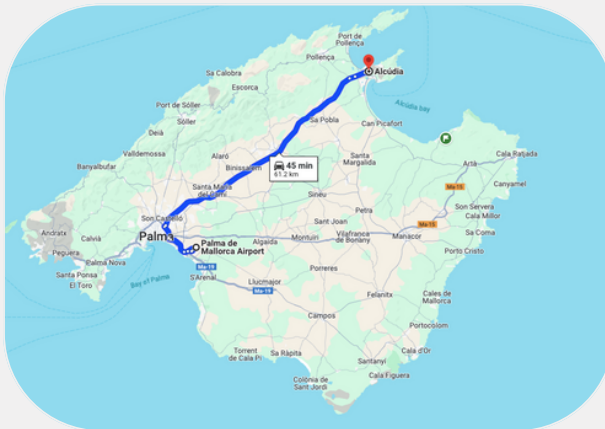 Port de
Pollença
Pollença
Alcúdia
Sa Calobra
Escorca
Alcúdia bay
Port de Sóller
Sa Pobla
Can Picafort
Sóller
Deià
Alaró
Valldemossa
Binissalem
45 min
61.2 km
Santa
Margalida
Artà
Cala Ratjada
Banyalbufar
Santa Maria
del Camí
Sineu
Ma-15
Canyamel
Son Castelló
Petra
Son Servera
Cala Millor
Andratx
Calvià
Palma
Palma de
Mallorca Airport
Algaida
Montuïri
Sant Joan
Vilafranca
de Bonany
Manacor
Ma-15
Sa Coma
Peguera
Palma Nova
Porto Cristo
Santa Ponsa
El Toro
Bay of Palma
Ma-19
S'Arenal
Llucmajor
Porreres
Ma-19
Felanitx
Cales de
Mallorca
Campos
Portocolom
Torrent
de Cala Pi
Sa Ràpita
Santanyí
Cala d'Or
Cala Figuera
Colònia de
Sant Jordi